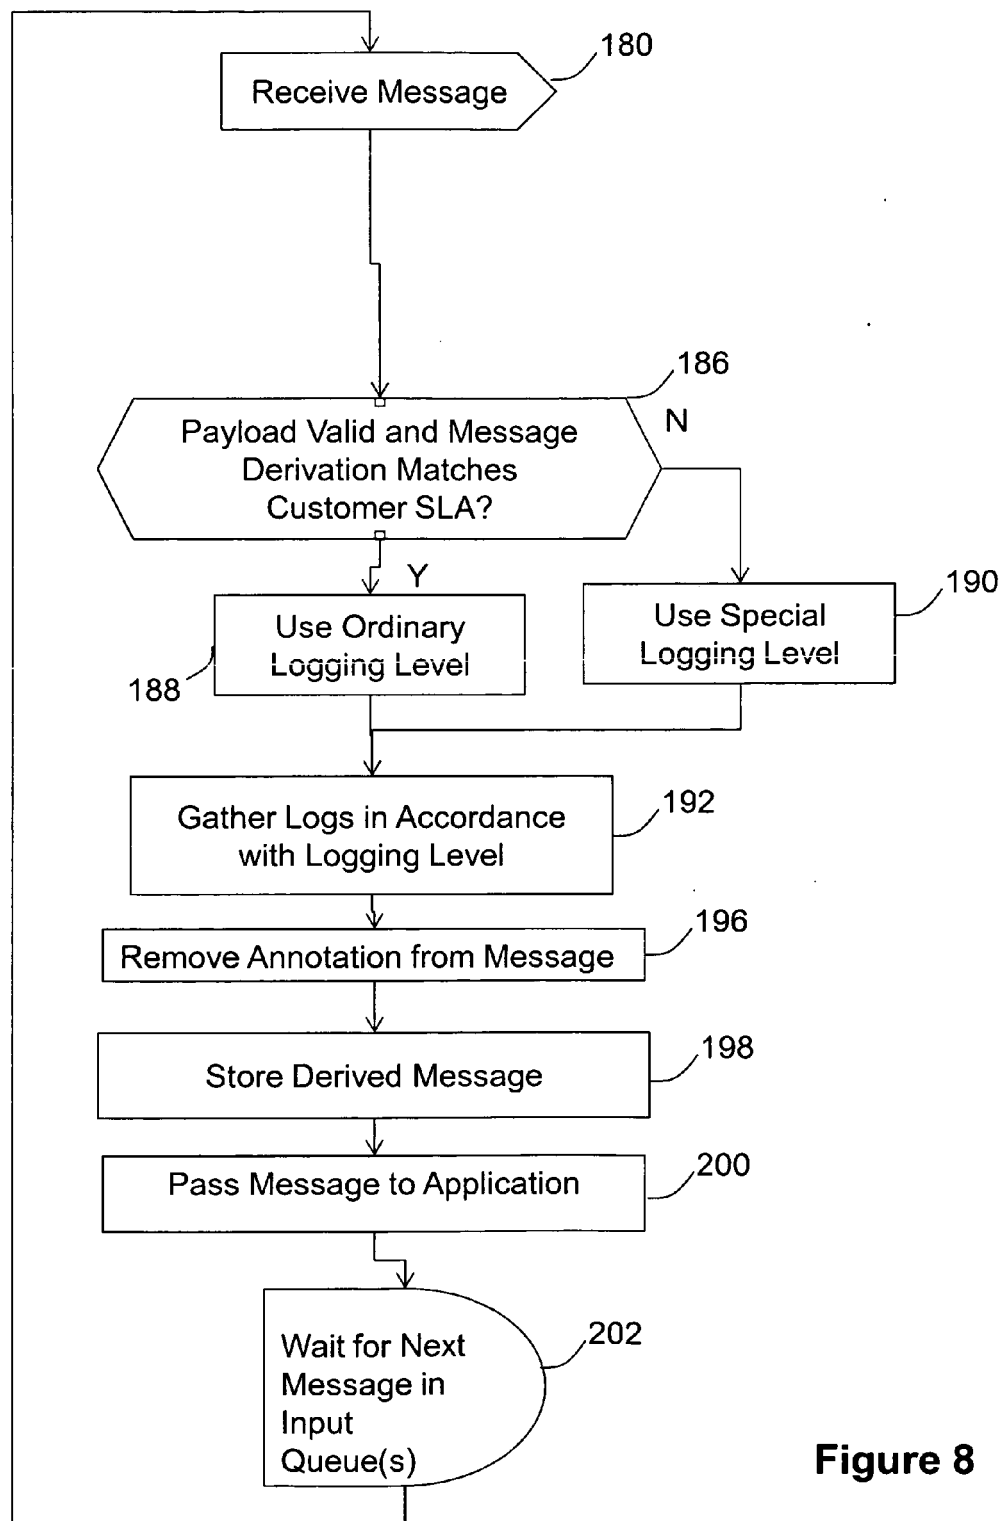 180
Receive Message
186
N
Payload Valid and Message
Derivation Matches
Customer SLA?
Y
190
Use Ordinary
Logging Level
Use Special
Logging Level
188
192
Gather Logs in Accordance
with Logging Level
196
Remove Annotation from Message
198
Store Derived Message
200
Pass Message to Application
202
Wait for Next
Message in
Input
Queue(s)
Figure 8